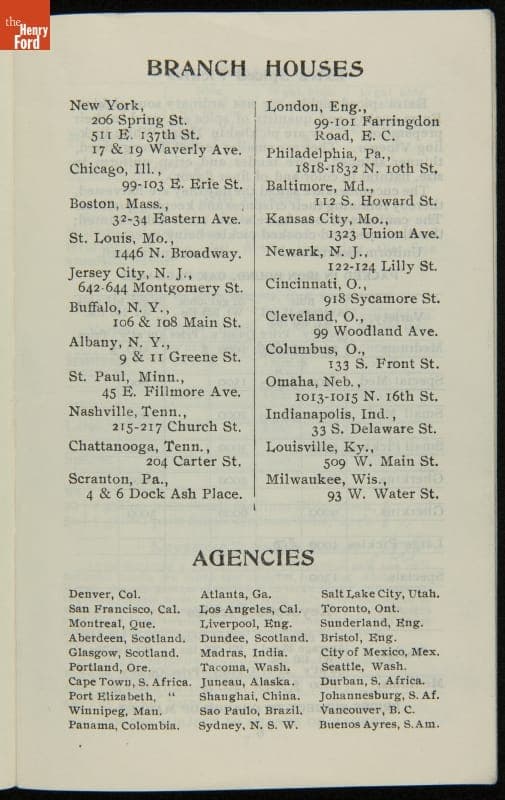 the
Henry
Ford
BRANCH HOUSES
New York,
206 Spring St.
511 E. 137th St.
17 & 19 Waverly Ave.
Chicago, Ill.,
99-103 E. Erie St.
Boston, Mass.,
32-34 Eastern Ave.
St. Louis, Mo.,
1446 N. Broadway.
Jersey City, N. J.,
642-644 Montgomery St.
Buffalo, N. Y.,
106 & 108 Main St.
Albany, N. Y.,
9 & 11 Greene St.
St. Paul, Minn.,
45 E. Fillmore Ave.
Nashville, Tenn.,
215-217 Church St.
Chattanooga, Tenn.,
204 Carter St.
Scranton, Pa.,
4 & 6 Dock Ash Place.
London, Eng.,
99-101 Farringdon
Road, E. C.
Philadelphia, Pa.,
1818-1832 N. 10th St.
Baltimore, Md.,
112 S. Howard St.
Kansas City, Mo.,
1323 Union Ave.
Newark, N. J.,
122-124 Lilly St.
Cincinnati, O.,
918 Sycamore St.
Cleveland, O.,
99 Woodland Ave.
Columbus, O.,
133 S. Front St.
Omaha, Neb.,
1013-1015 N. 16th St.
Indianapolis, Ind.,
33 S. Delaware St.
Louisville, Ky.,
509 W. Main St.
Milwaukee, Wis.,
93 W. Water St.
AGENCIES
Denver, Col.
San Francisco, Cal.
Montreal, Que.
Aberdeen, Scotland.
Glasgow, Scotland.
Portland, Ore.
Cape Town, S. Africa.
Port Elizabeth, "
Winnipeg, Man.
Panama, Colombia.
Atlanta, Ga.
Los Angeles, Cal.
Liverpool, Eng.
Dundee, Scotland.
Madras, India.
Tacoma, Wash.
Juneau, Alaska.
Shanghai, China.
Sao Paulo, Brazil.
Sydney, N. S. W.
Salt Lake City, Utah.
Toronto, Ont.
Sunderland, Eng.
Bristol, Eng.
City of Mexico, Mex.
Seattle, Wash.
Durban, S. Africa.
Johannesburg, S. Af.
Vancouver, B. C.
Buenos Ayres, S. Am.